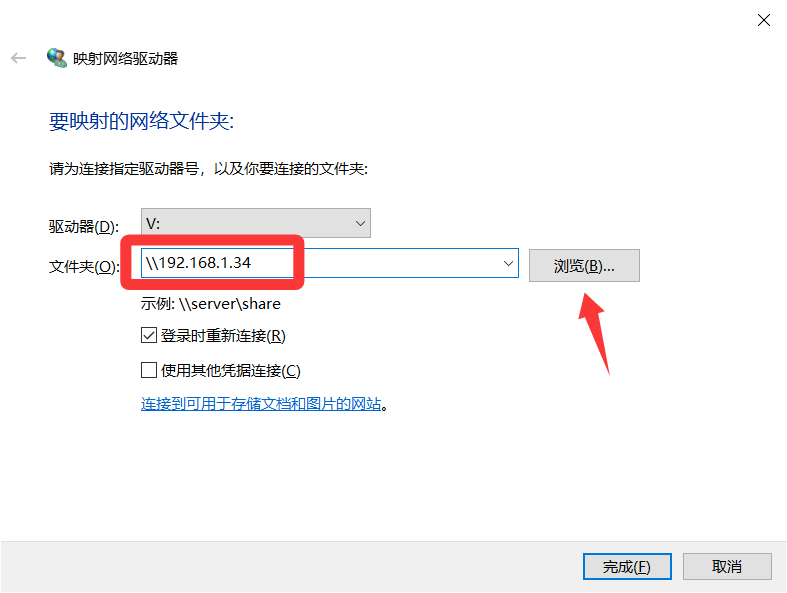 映射网络驱动器
要映射的网络文件夹:
请为连接指定驱动器号，以及你要连接的文件夹:
驱动器(D): V:
文件夹(O): \\192.168.1.34 浏览(B)...
示例: \\server\share
登录时重新连接(R)
使用其他凭据连接(C)
连接到可用于存储文档和图片的网站。
完成(F) 取消